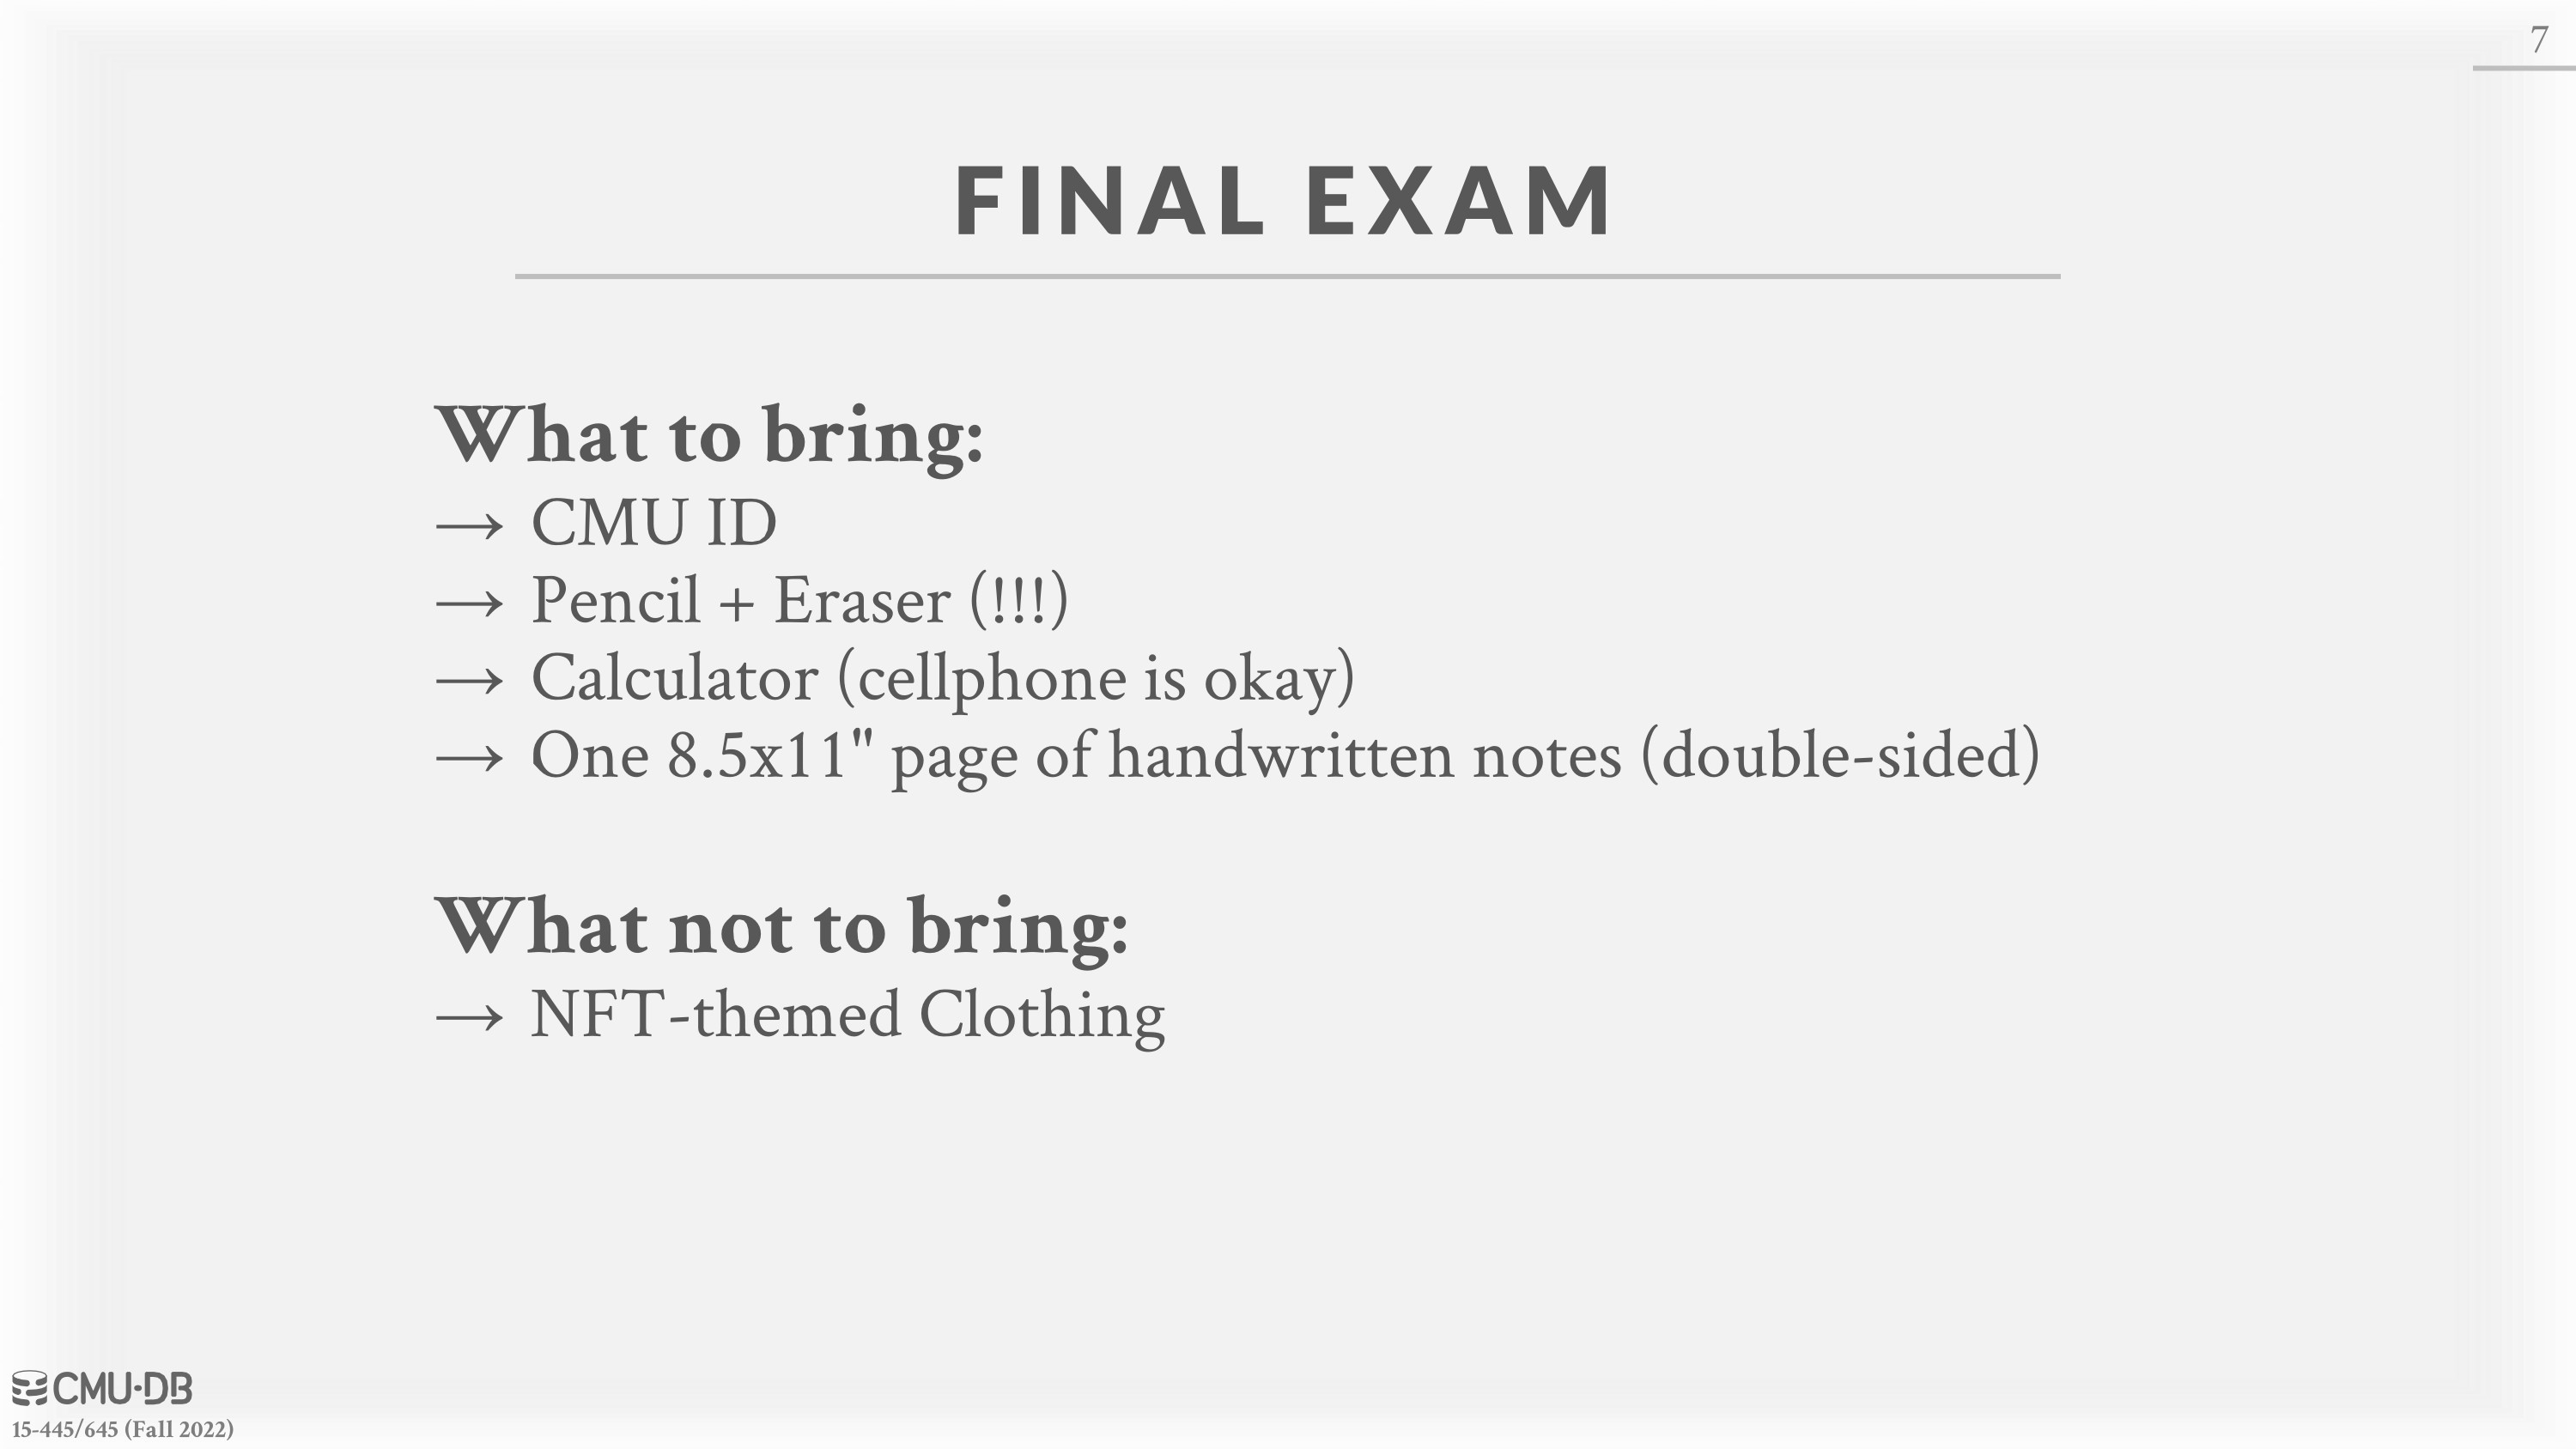 7
FINAL EXAM
What to bring:
→ CMU ID
→ Pencil + Eraser (!!!)
→ Calculator (cellphone is okay)
→ One 8.5x11" page of handwritten notes (double-sided)
What not to bring:
→ NFT-themed Clothing
CMU·DB
15-445/645 (Fall 2022)